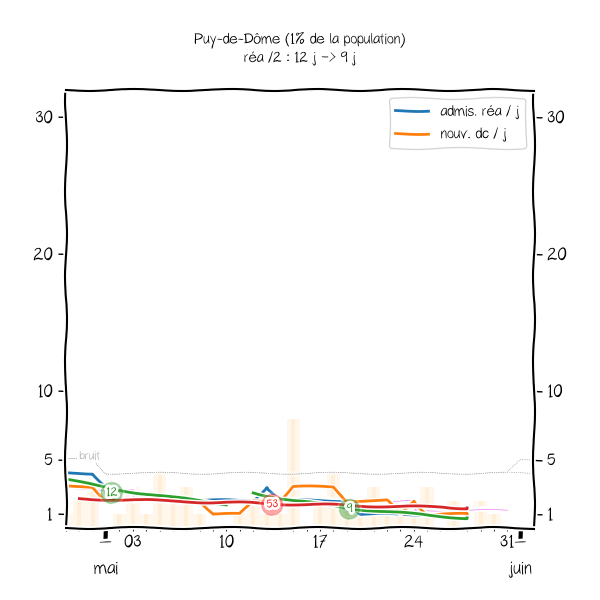 Puy-de-Dôme (1% de la population)
réa /2 : 12 j -> 9 j
admis. réa / j
nouv. dc / j
30
30
20
20
10
10
5
bruit
5
12
53
9
1
1
03
10
17
24
31
mai
juin